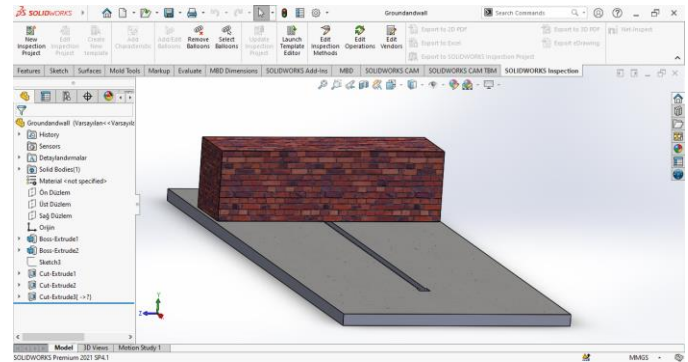 SOLIDWORKS
Groundandwall
Search Commands
New Inspection Project
Edit Inspection Project
Create New template
Add Characteristic
Add/Edit Balloons
Remove Balloons
Select Balloons
Update Inspection Project
Launch Template Editor
Edit Inspection Methods
Edit Operations
Edit Vendors
Export to 2D PDF
Export to Excel
Export to SOLIDWORKS Inspection Project
Export to 3D PDF
Export eDrawing
Net-Inspect
Features Sketch Surfaces Mold Tools Markup Evaluate MBD Dimensions SOLIDWORKS Add-Ins MBD SOLIDWORKS CAM SOLIDWORKS CAM TBM SOLIDWORKS Inspection
Groundandwall (Varsayılan<<Varsayıla
History
Sensors
Detaylandırmalar
Solid Bodies(1)
Material <not specified>
Ön Düzlem
Üst Düzlem
Sağ Düzlem
Orijin
Boss-Extrude1
Boss-Extrude2
Sketch3
Cut-Extrude1
Cut-Extrude2
Cut-Extrude3( ->?)
Y
Z
Model 3D Views Motion Study 1
SOLIDWORKS Premium 2021 SP4.1
MMGS